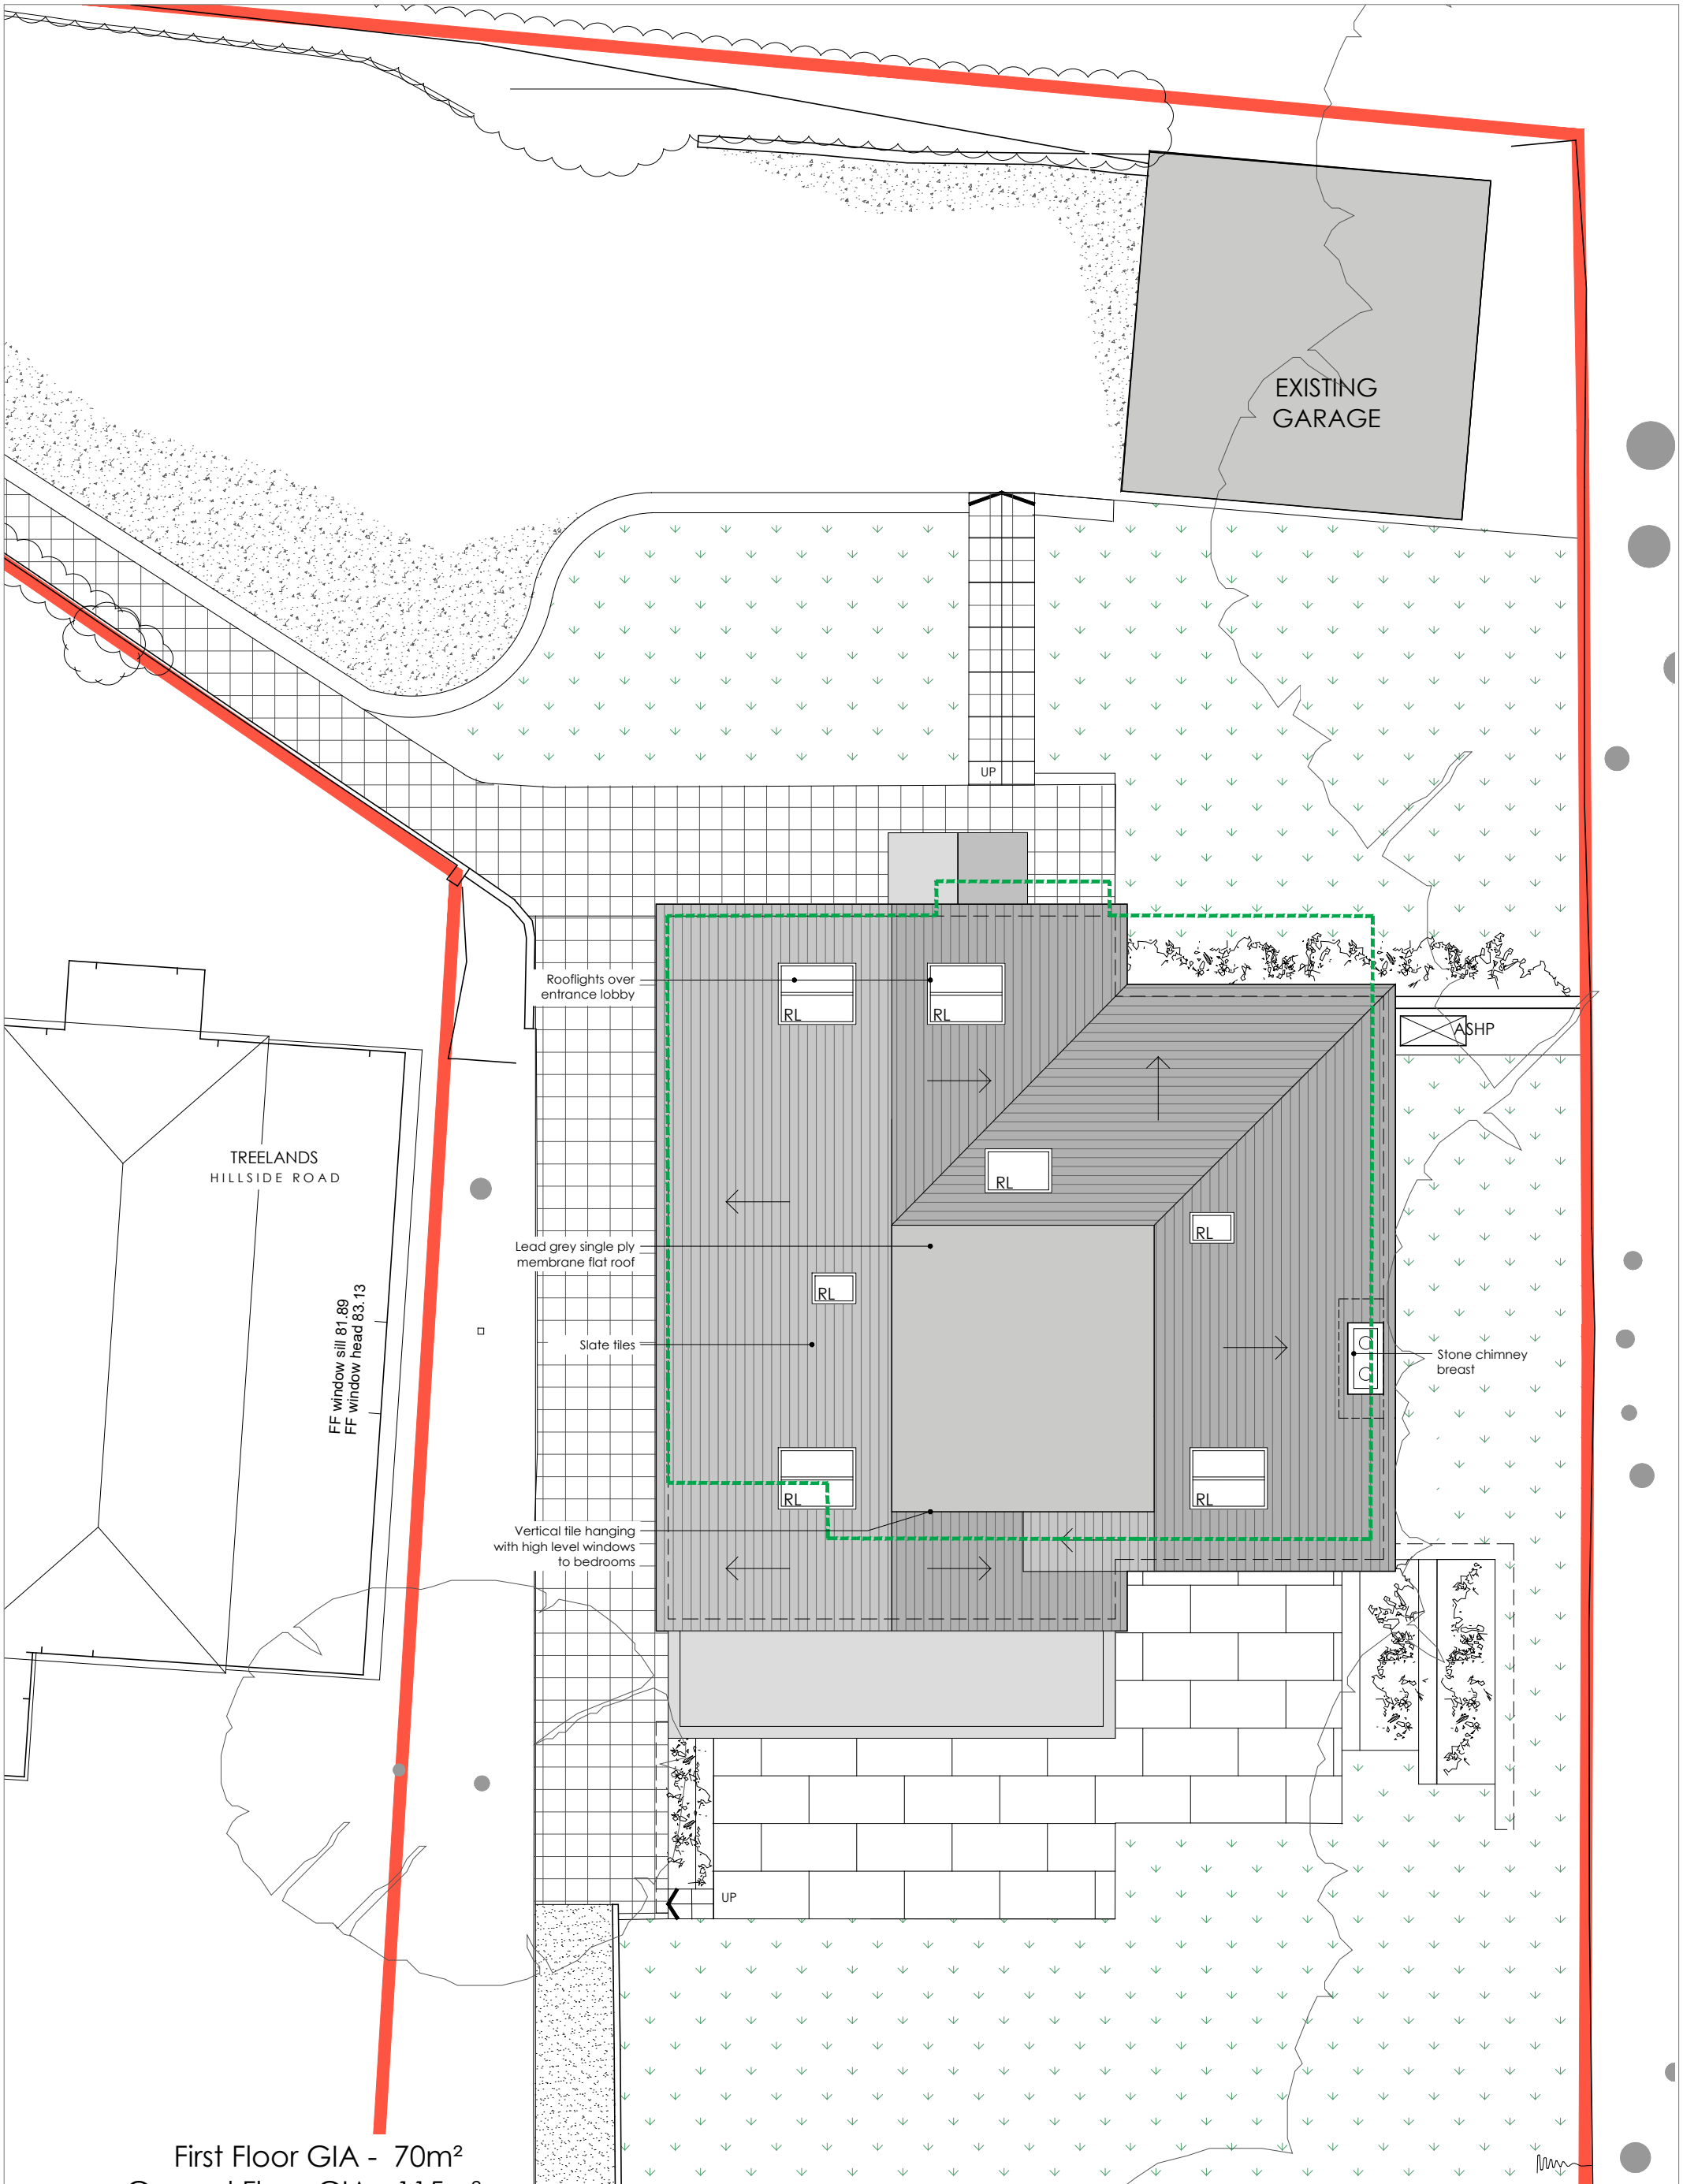 EXISTING
GARAGE
UP
Rooflights over
entrance lobby
RL
RL
ASHP
TREELANDS
HILLSIDE ROAD
RL
RL
Lead grey single ply
membrane flat roof
RL
FF window sill 81.89
FF window head 83.13
Slate tiles
Stone chimney
breast
RL
RL
Vertical tile hanging
with high level windows
to bedrooms
UP
First Floor GIA - 70m²